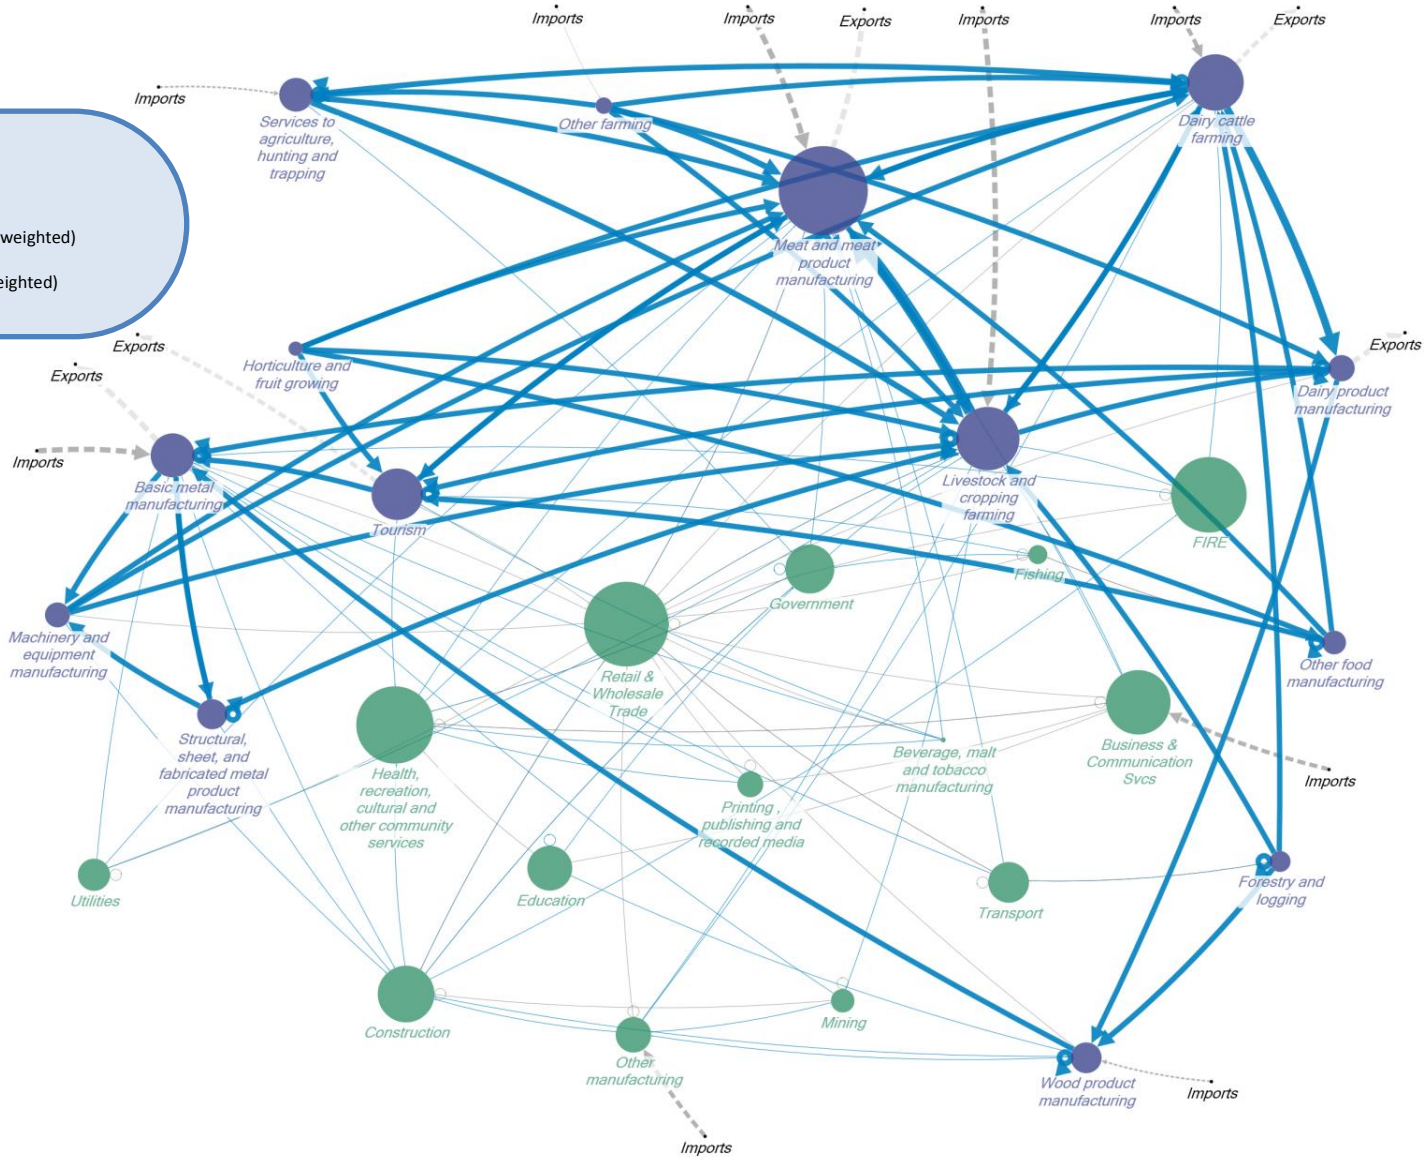 Imports
Imports
Exports
Imports
Imports
Exports
Imports
Services to
agriculture,
hunting and
trapping
Other farming
Dairy cattle
farming
weighted)
eighted)
Meat and meat
product
manufacturing
Exports
Exports
Horticulture and
fruit growing
Exports
Dairy product
manufacturing
Imports
Basic metal
manufacturing
Tourism
Livestock and
cropping
farming
FIRE
Fishing
Government
Machinery and
equipment
manufacturing
Other food
manufacturing
Retail &
Wholesale
Trade
Structural,
sheet, and
fabricated metal
product
manufacturing
Health,
recreation,
cultural and
other community
services
Beverage, malt
and tobacco
manufacturing
Business &
Communication
Svcs
Imports
Printing ,
publishing and
recorded media
Utilities
Education
Transport
Forestry and
logging
Construction
Mining
Other
manufacturing
Wood product
manufacturing
Imports
Imports